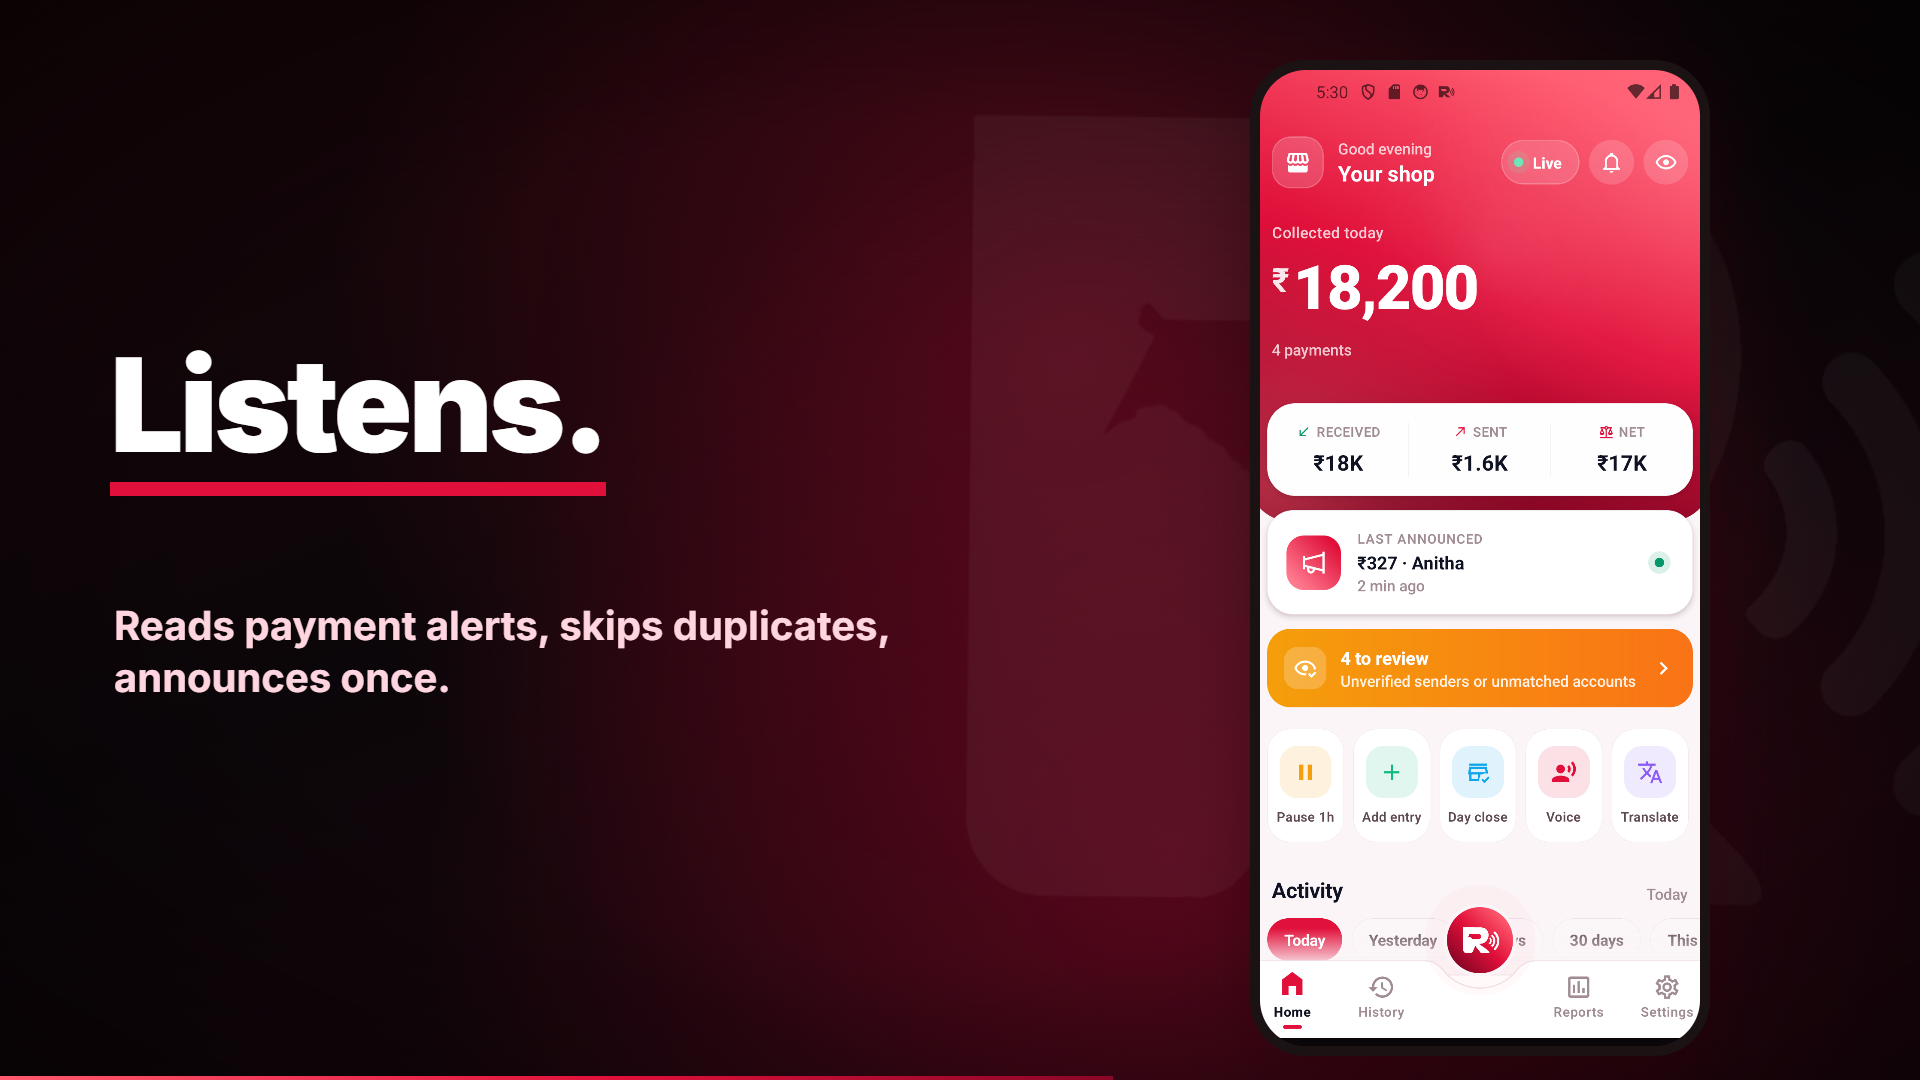 Listens.
Reads payment alerts, skips duplicates,
announces once.
5:30
Good evening
Your shop
Live
Collected today
₹18,200
4 payments
RECEIVED
₹18K
SENT
₹1.6K
NET
₹17K
LAST ANNOUNCED
₹327 · Anitha
2 min ago
4 to review
Unverified senders or unmatched accounts
Pause 1h
Add entry
Day close
Voice
Translate
Activity
Today
Today
Yesterday
30 days
This
Home
History
Reports
Settings